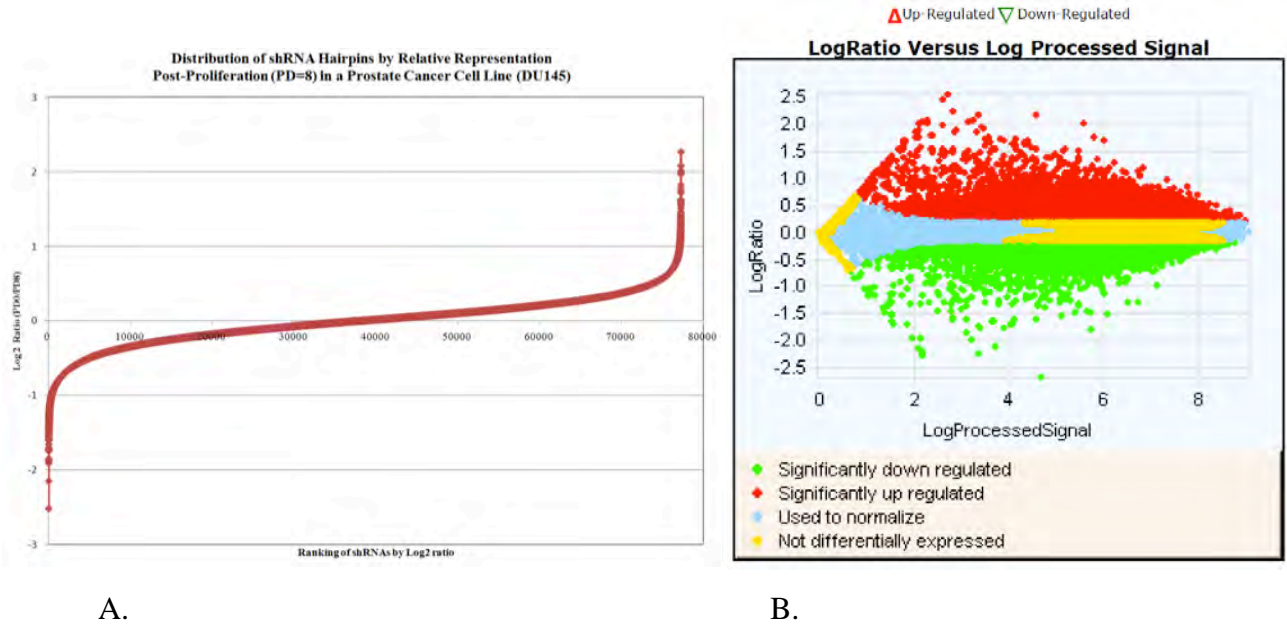 Distribution of shRNA Hairpins by Relative Representation
Post-Proliferation (PD=8) in a Prostate Cancer Cell Line (DU145)
3
2
1
0
-1
-2
-3
0 10000 20000 30000 40000 50000 60000 70000 80000
Log2 Ratio (PD0/PD8)
Ranking of shRNAs by Log2 ratio
A.
Up-Regulated Down-Regulated
LogRatio Versus Log Processed Signal
2.5
2.0
1.5
1.0
0.5
0.0
-0.5
-1.0
-1.5
-2.0
-2.5
LogRatio
0 2 4 6 8
LogProcessedSignal
Significantly down regulated
Significantly up regulated
Used to normalize
Not differentially expressed
B.